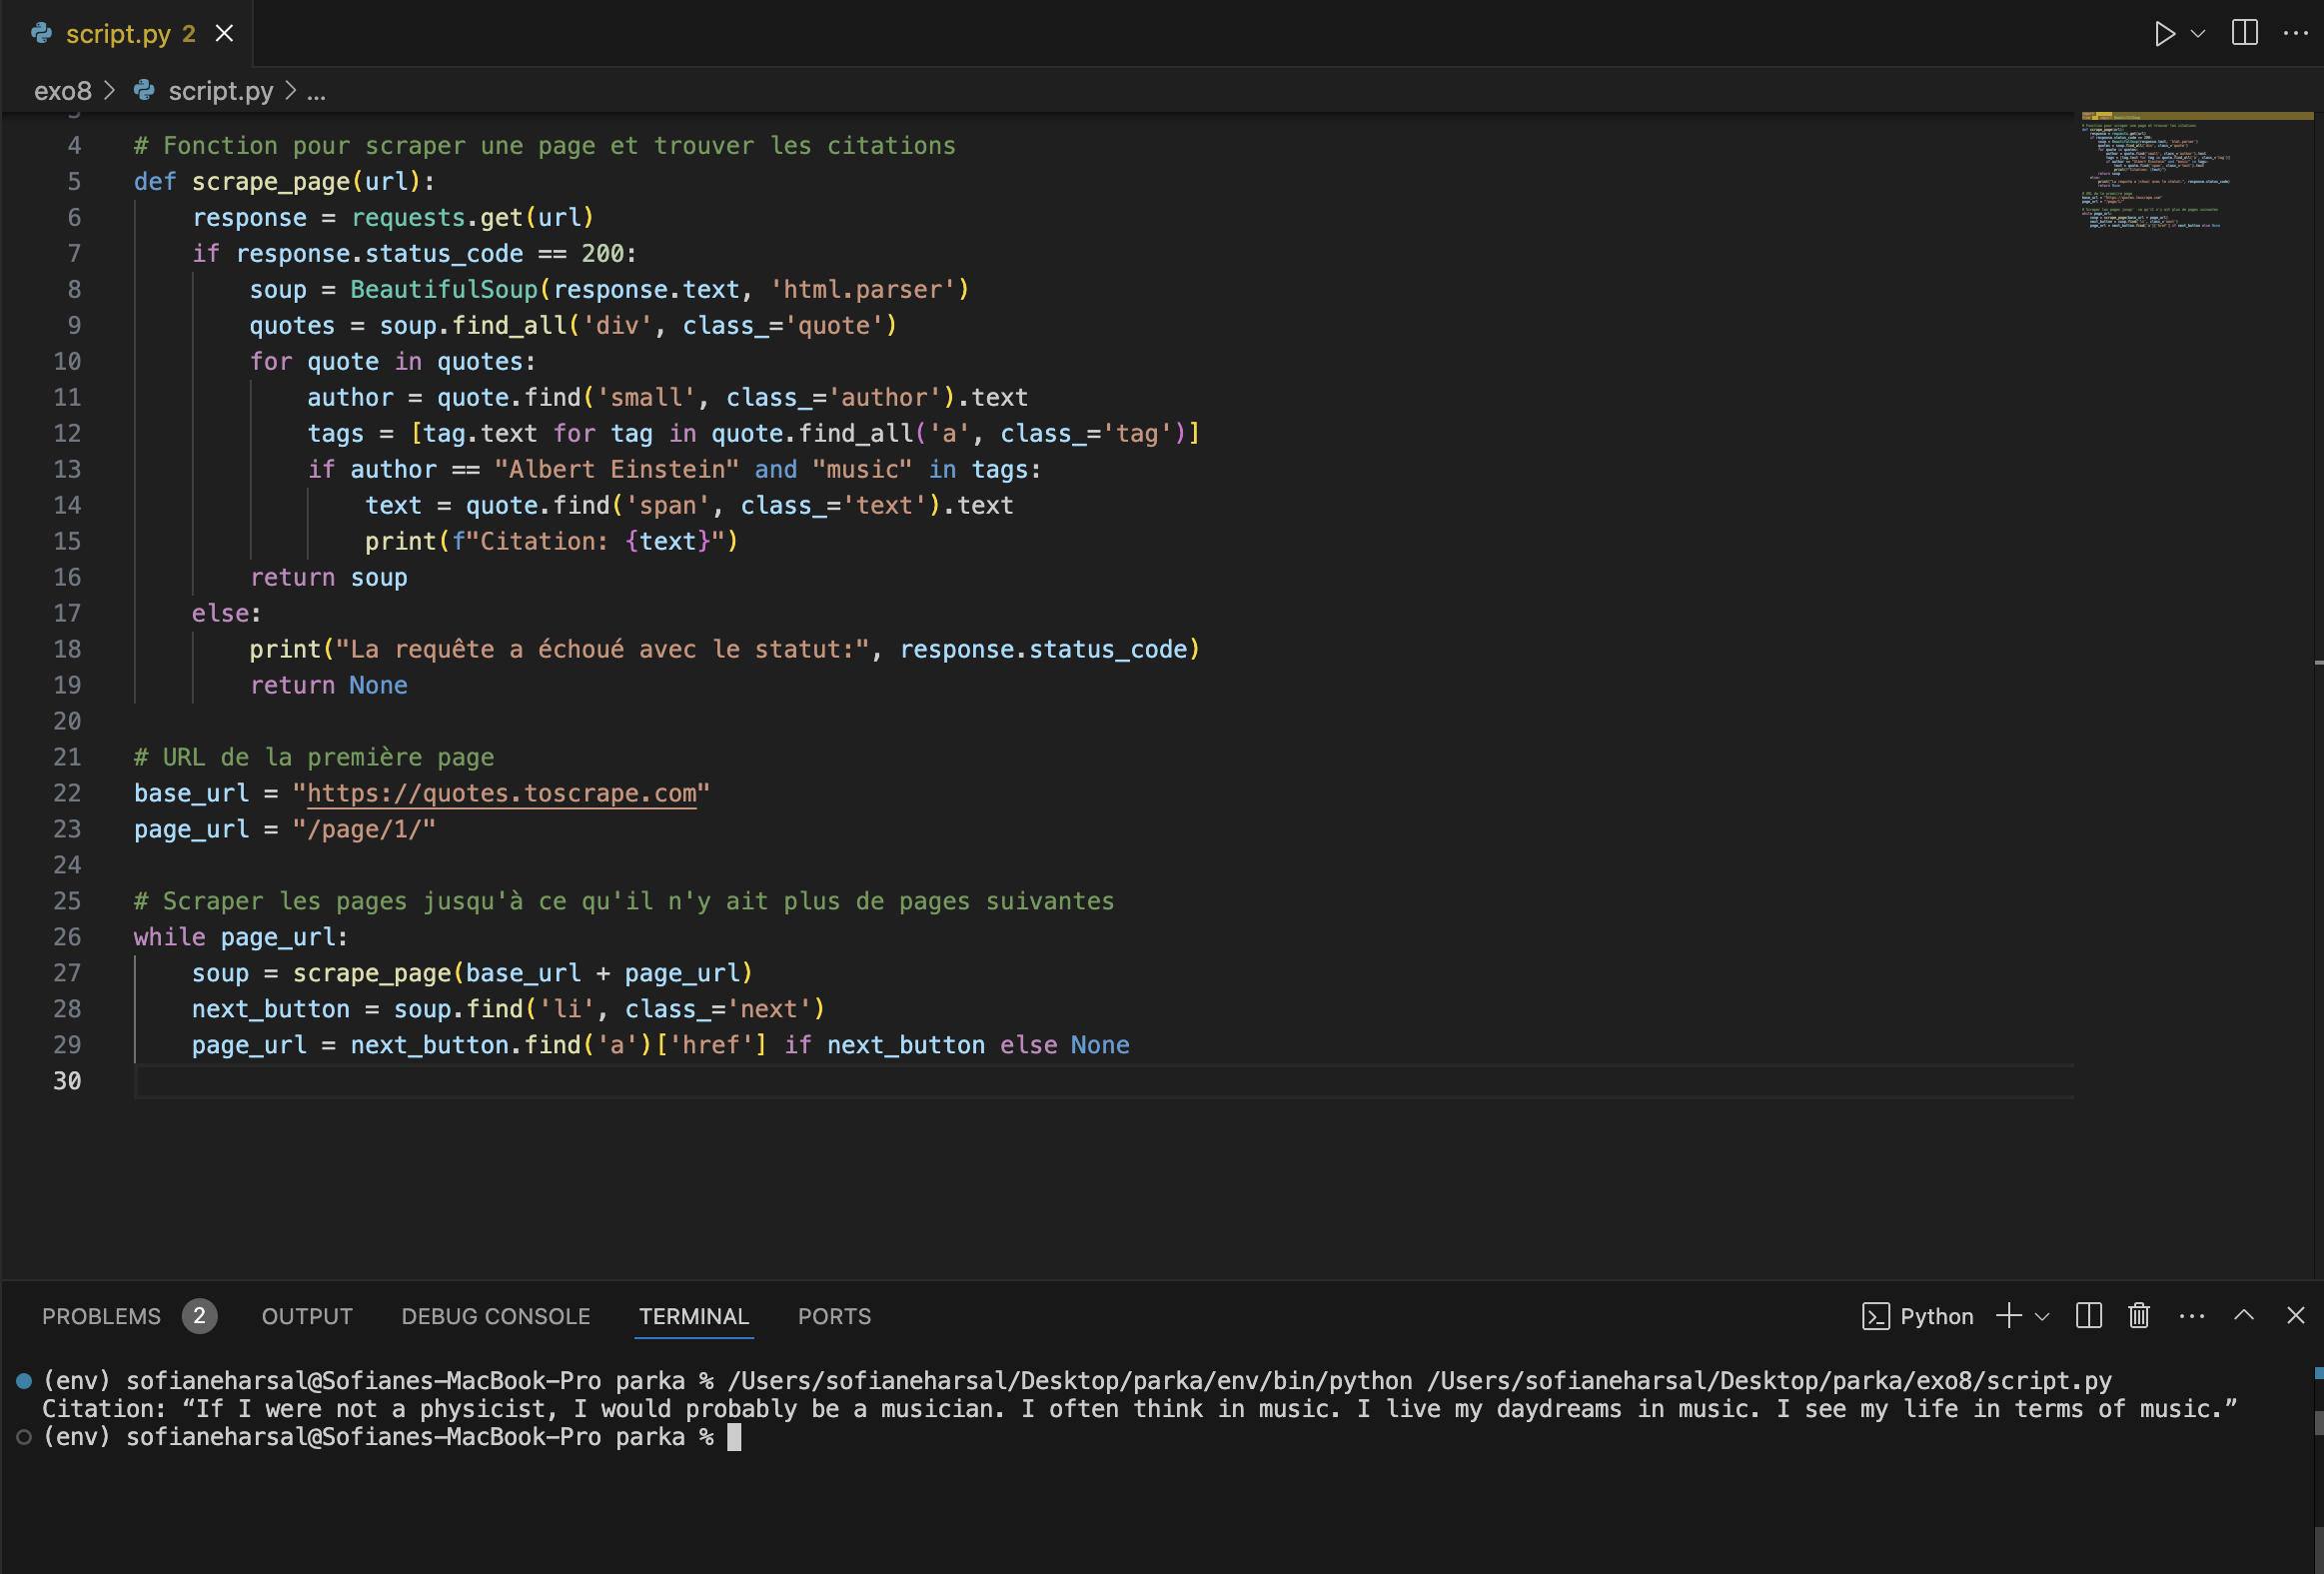 script.py 2
exo8 > script.py > ...
4 # Fonction pour scraper une page et trouver les citations
5 def scrape_page(url):
6     response = requests.get(url)
7     if response.status_code == 200:
8         soup = BeautifulSoup(response.text, 'html.parser')
9         quotes = soup.find_all('div', class_='quote')
10         for quote in quotes:
11             author = quote.find('small', class_='author').text
12             tags = [tag.text for tag in quote.find_all('a', class_='tag')]
13             if author == "Albert Einstein" and "music" in tags:
14                 text = quote.find('span', class_='text').text
15                 print(f"Citation: {text}")
16         return soup
17     else:
18         print("La requête a échoué avec le statut:", response.status_code)
19         return None
20
21 # URL de la première page
22 base_url = "https://quotes.toscrape.com"
23 page_url = "/page/1/"
24
25 # Scraper les pages jusqu'à ce qu'il n'y ait plus de pages suivantes
26 while page_url:
27     soup = scrape_page(base_url + page_url)
28     next_button = soup.find('li', class_='next')
29     page_url = next_button.find('a')['href'] if next_button else None
30
PROBLEMS 2 OUTPUT DEBUG CONSOLE TERMINAL PORTS Python
(env) sofianeharsal@Sofianes-MacBook-Pro parka % /Users/sofianeharsal/Desktop/parka/env/bin/python /Users/sofianeharsal/Desktop/parka/exo8/script.py
Citation: “If I were not a physicist, I would probably be a musician. I often think in music. I live my daydreams in music. I see my life in terms of music.”
(env) sofianeharsal@Sofianes-MacBook-Pro parka %